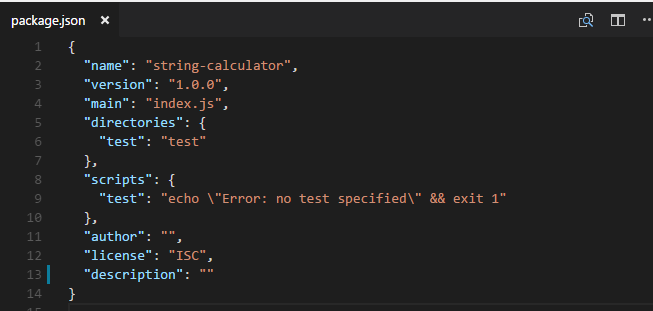 package.json ×
1 {
2 "name": "string-calculator",
3 "version": "1.0.0",
4 "main": "index.js",
5 "directories": {
6 "test": "test"
7 },
8 "scripts": {
9 "test": "echo \"Error: no test specified\" && exit 1"
10 },
11 "author": "",
12 "license": "ISC",
13 "description": ""
14 }
15